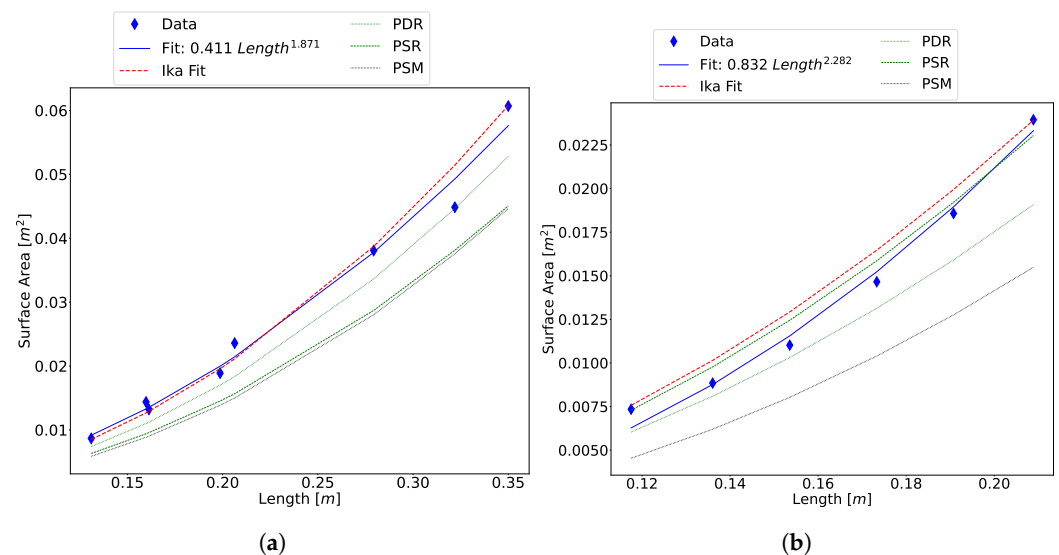 Data
Fit: 0.411 Length^1.871
Ika Fit
PDR
PSR
PSM
0.06
0.05
0.04
0.03
0.02
0.01
Surface Area [m^2]
0.15 0.20 0.25 0.30 0.35
Length [m]
(a)
Data
Fit: 0.832 Length^2.282
Ika Fit
PDR
PSR
PSM
0.0225
0.0200
0.0175
0.0150
0.0125
0.0100
0.0075
0.0050
Surface Area [m^2]
0.12 0.14 0.16 0.18 0.20
Length [m]
(b)